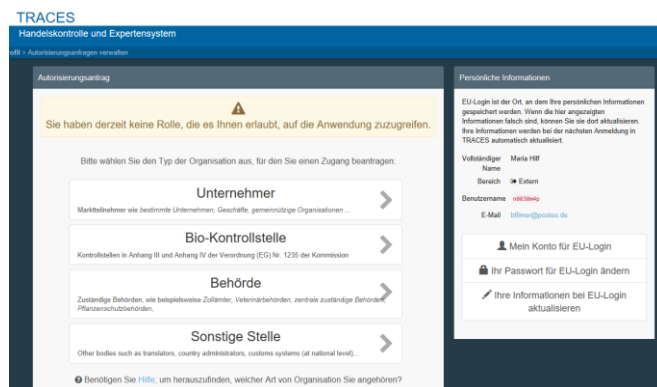 TRACES
Handelskontrolle und Expertensystem
ofil > Autorisierungsanfragen verwalten
Autorisierungsantrag
Sie haben derzeit keine Rolle, die es Ihnen erlaubt, auf die Anwendung zuzugreifen.
Bitte wählen Sie den Typ der Organisation aus, für den Sie einen Zugang beantragen:
Unternehmer
Marktteilnehmer wie bestimmte Unternehmen, Geschäfte, gemeinnützige Organisationen ...
Bio-Kontrollstelle
Kontrollstellen in Anhang III und Anhang IV der Verordnung (EG) Nr. 1235 der Kommission
Behörde
Zuständige Behörden, wie beispielsweise Zollämter, Veterinärbehörden, zentrale zuständige Behörden,
Pflanzenschutzbehörden,
Sonstige Stelle
Other bodies such as translators, country administrators, customs systems (at national level)...
Benötigen Sie Hilfe, um herauszufinden, welcher Art von Organisation Sie angehören?
Persönliche Informationen
EU-Login ist der Ort, an dem Ihre persönlichen Informationen
gespeichert werden. Wenn die hier angezeigten
Informationen falsch sind, können Sie sie dort aktualisieren.
Ihre Informationen werden bei der nächsten Anmeldung in
TRACES automatisch aktualisiert.
Vollständiger Maria Hilf
Name
Bereich Extern
Benutzername n0030m4p
E-Mail bfilmer@posteo.de
Mein Konto für EU-Login
Ihr Passwort für EU-Login ändern
Ihre Informationen bei EU-Login
aktualisieren